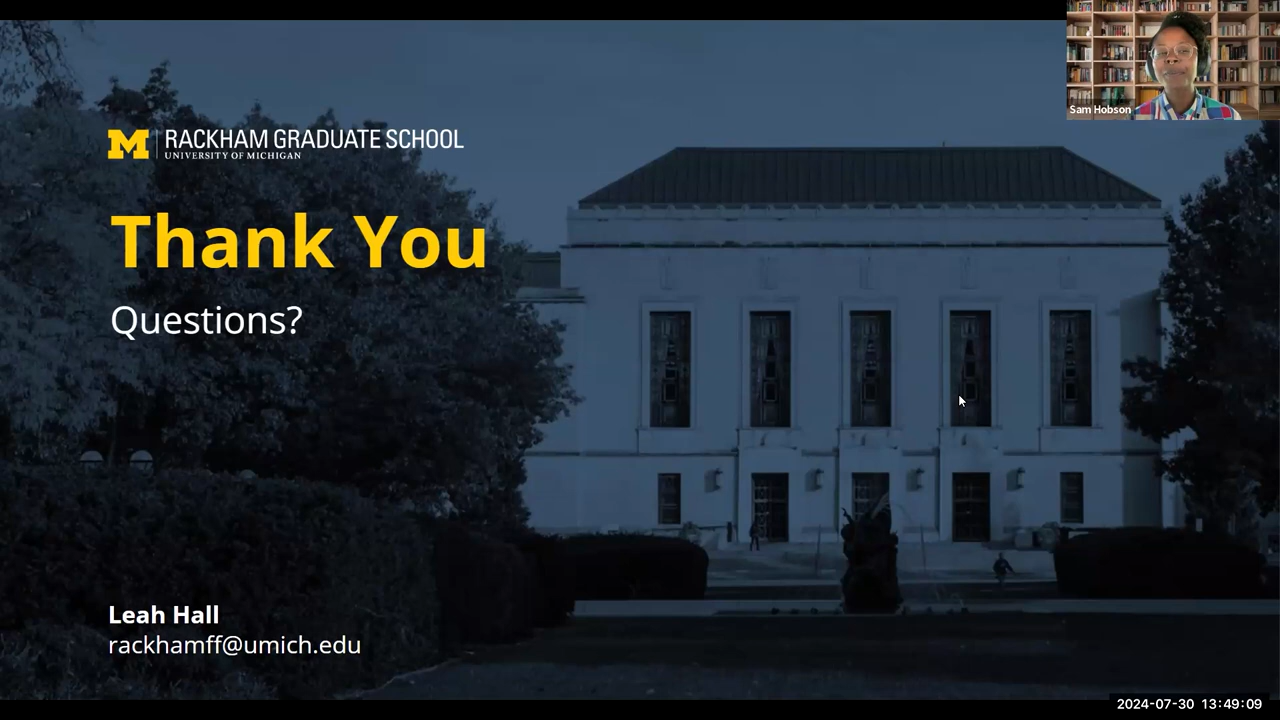 Sam Hobson
M RACKHAM GRADUATE SCHOOL
UNIVERSITY OF MICHIGAN
Thank You
Questions?
Leah Hall
rackhamff@umich.edu
2024-07-30 13:49:09